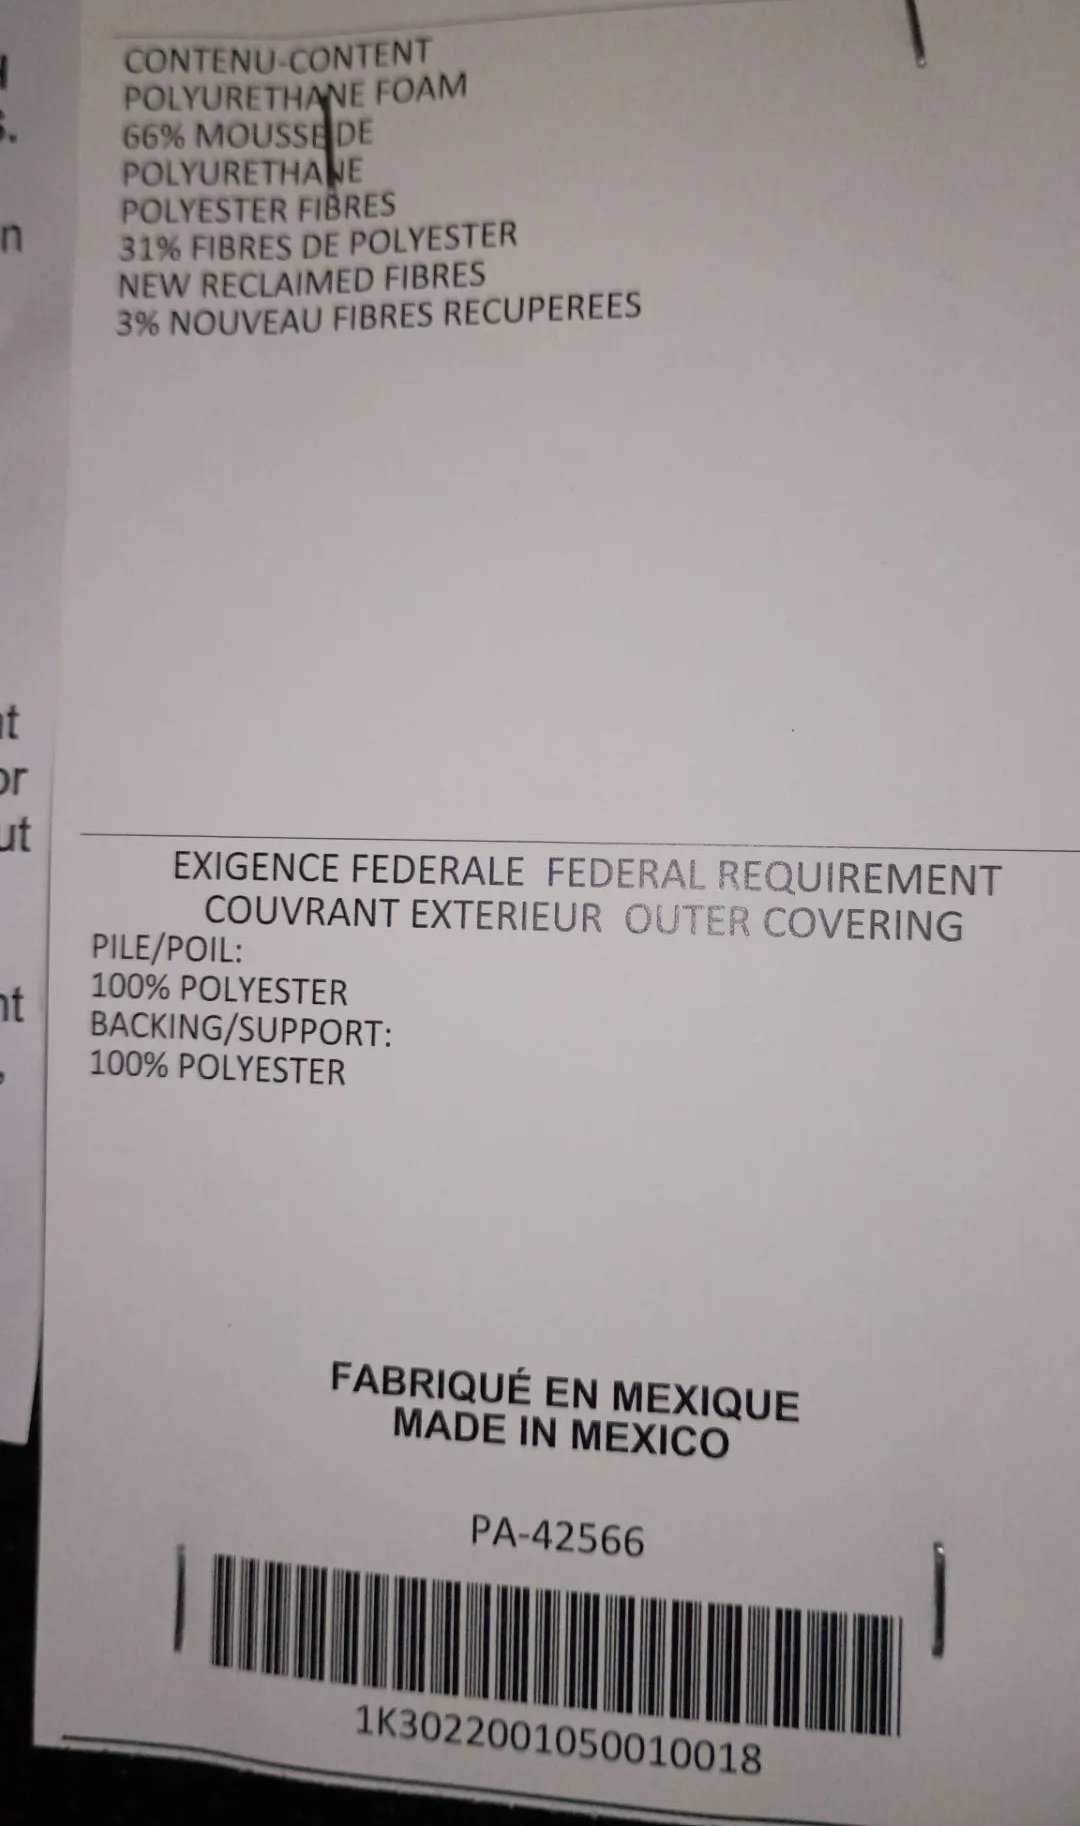 CONTENU-CONTENT
POLYURETHANE FOAM
66% MOUSSE DE
POLYURETHANE
POLYESTER FIBRES
31% FIBRES DE POLYESTER
NEW RECLAIMED FIBRES
3% NOUVEAU FIBRES RECUPEREES
EXIGENCE FEDERALE FEDERAL REQUIREMENT
COUVRANT EXTERIEUR OUTER COVERING
PILE/POIL:
100% POLYESTER
BACKING/SUPPORT:
100% POLYESTER
FABRIQUÉ EN MEXIQUE
MADE IN MEXICO
PA-42566
1K3022001050010018